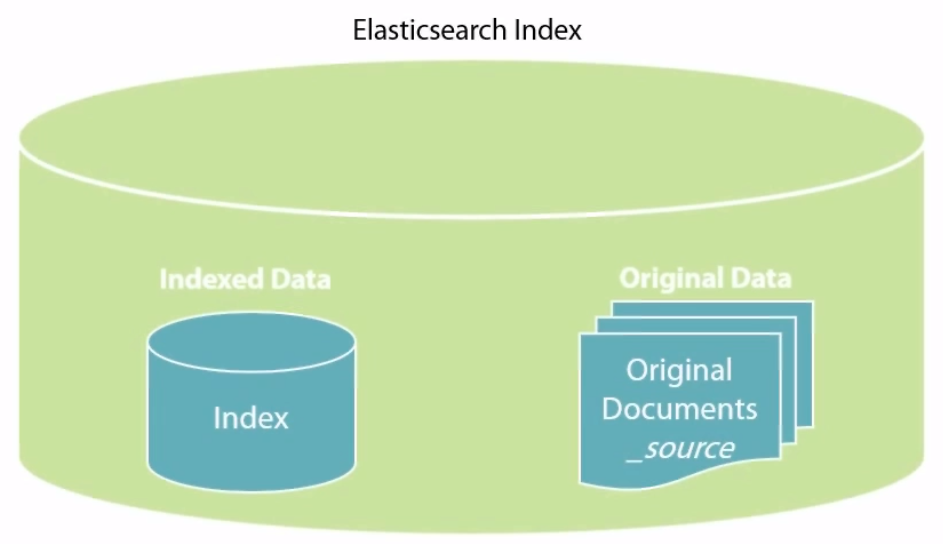 Elasticsearch Index
Indexed Data
Index
Original Data
Original
Documents
_source